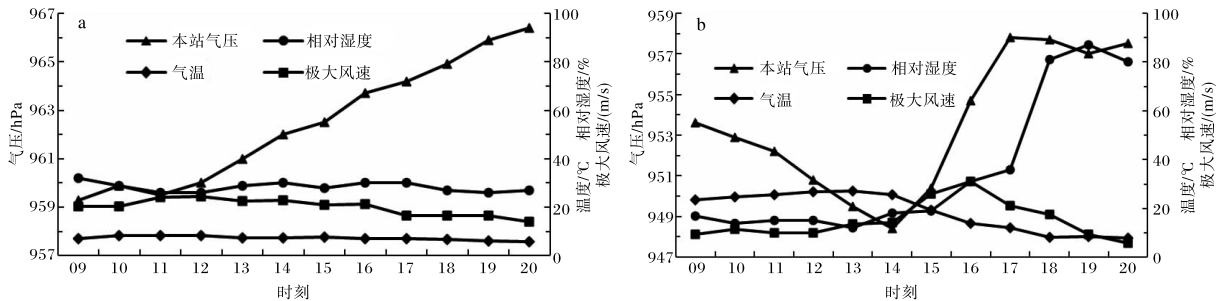 a
本站气压 相对湿度
气温 极大风速
967
965
963
961
959
957
气压/hPa
100
80
60
40
20
0
温度/℃ 相对湿度/%
极大风速/(m/s)
09 10 11 12 13 14 15 16 17 18 19 20
时刻
b
本站气压 相对湿度
气温 极大风速
959
957
955
953
951
949
947
气压/hPa
100
80
60
40
20
0
温度/℃ 相对湿度/%
极大风速/(m/s)
09 10 11 12 13 14 15 16 17 18 19 20
时刻